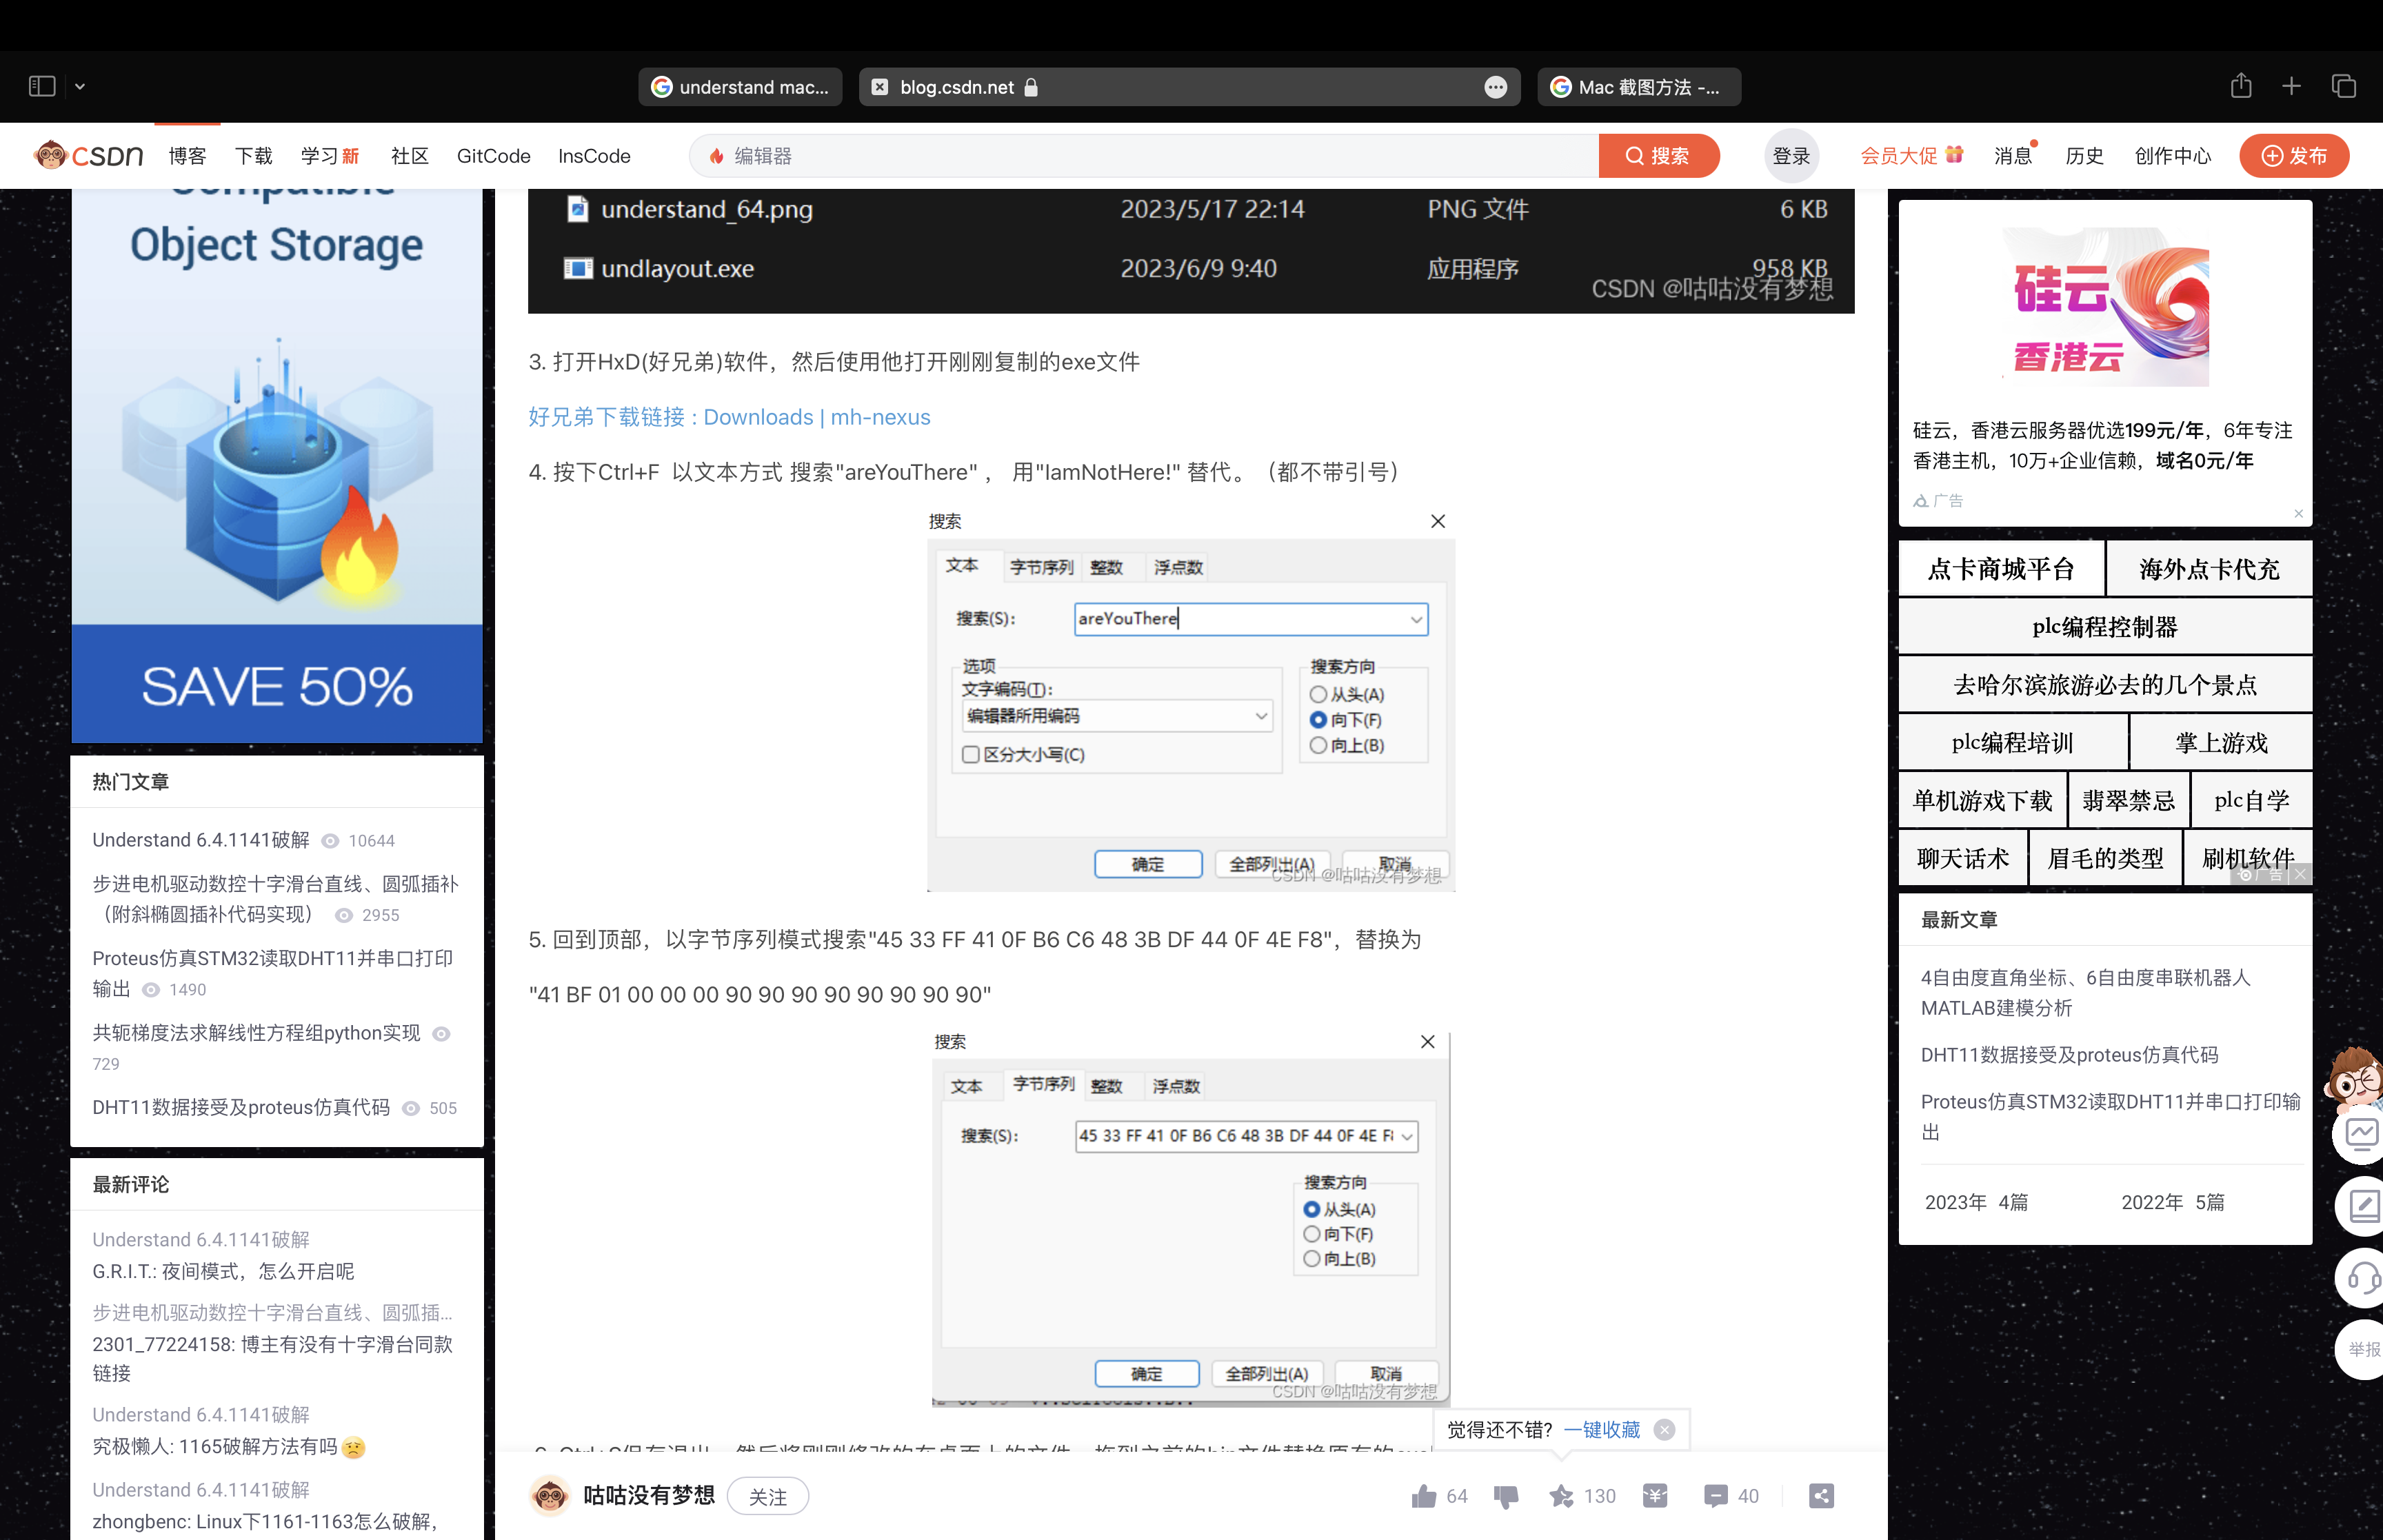 understand mac...
blog.csdn.net
Mac 截图方法 -...
CSDN
博客
下载
学习 新
社区
GitCode
InsCode
编辑器
搜索
登录
会员大促
消息
历史
创作中心
发布
Compatible
Object Storage
SAVE 50%
热门文章
Understand 6.4.1141破解 10644
步进电机驱动数控十字滑台直线、圆弧插补
（附斜椭圆插补代码实现） 2955
Proteus仿真STM32读取DHT11并串口打印
输出 1490
共轭梯度法求解线性方程组python实现
729
DHT11数据接受及proteus仿真代码 505
最新评论
Understand 6.4.1141破解
G.R.I.T.: 夜间模式，怎么开启呢
步进电机驱动数控十字滑台直线、圆弧插...
2301_77224158: 博主有没有十字滑台同款
链接
Understand 6.4.1141破解
究极懒人: 1165破解方法有吗
Understand 6.4.1141破解
zhongbenc: Linux下1161-1163怎么破解，
understand_64.png 2023/5/17 22:14 PNG 文件 6 KB
undlayout.exe 2023/6/9 9:40 应用程序 958 KB
CSDN @咕咕没有梦想
3. 打开HxD(好兄弟)软件，然后使用他打开刚刚复制的exe文件
好兄弟下载链接 : Downloads | mh-nexus
4. 按下Ctrl+F 以文本方式 搜索"areYouThere" ， 用"IamNotHere!" 替代。（都不带引号）
搜索
文本 字节序列 整数 浮点数
搜索(S): areYouThere
选项
文字编码(T):
编辑器所用编码
区分大小写(C)
搜索方向
从头(A)
向下(F)
向上(B)
确定 全部列出(A) 取消
CSDN @咕咕没有梦想
5. 回到顶部，以字节序列模式搜索"45 33 FF 41 0F B6 C6 48 3B DF 44 0F 4E F8"，替换为
"41 BF 01 00 00 00 90 90 90 90 90 90 90 90"
搜索
文本 字节序列 整数 浮点数
搜索(S): 45 33 FF 41 0F B6 C6 48 3B DF 44 0F 4E F8
搜索方向
从头(A)
向下(F)
向上(B)
确定 全部列出(A) 取消
CSDN @咕咕没有梦想
觉得还不错? 一键收藏
咕咕没有梦想
关注
64
130
40
硅云
香港云
硅云，香港云服务器优选199元/年，6年专注
香港主机，10万+企业信赖，域名0元/年
广告
点卡商城平台 海外点卡代充
plc编程控制器
去哈尔滨旅游必去的几个景点
plc编程培训 掌上游戏
单机游戏下载 翡翠禁忌 plc自学
聊天话术 眉毛的类型 刷机软件
广告
最新文章
4自由度直角坐标、6自由度串联机器人
MATLAB建模分析
DHT11数据接受及proteus仿真代码
Proteus仿真STM32读取DHT11并串口打印输
出
2023年 4篇 2022年 5篇
举报